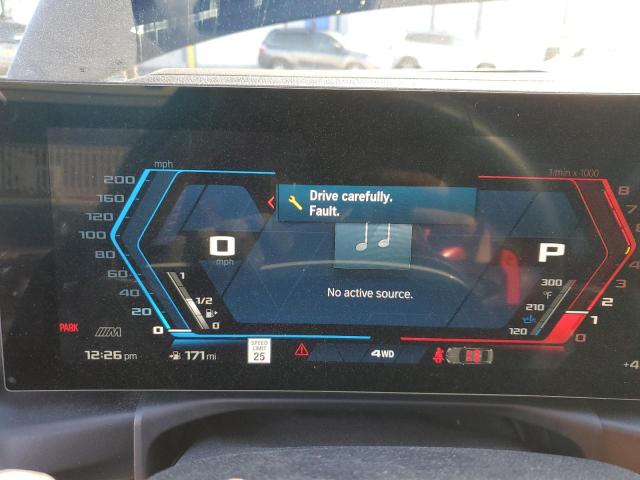 mph
1/min x 1000
200
160
120
100
80
60
40
20
0
Drive carefully.
Fault.
0
mph
P
8
7
6
4
3
2
1
0
1
1/2
0
300
°F
210
120
No active source.
PARK
M
12:26 pm
171 mi
SPEED
LIMIT
25
4WD
+4